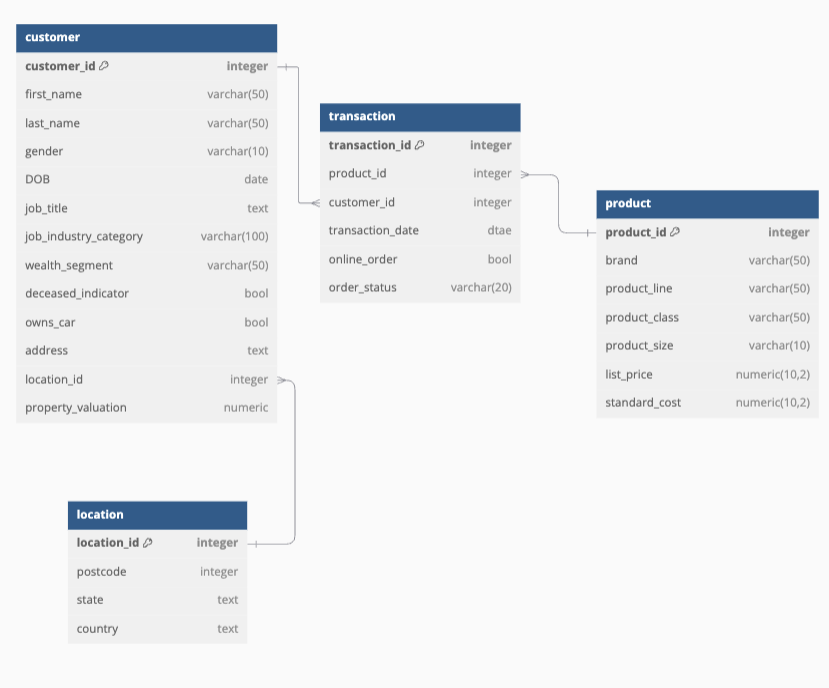 customer
customer_id integer
first_name varchar(50)
last_name varchar(50)
gender varchar(10)
DOB date
job_title text
job_industry_category varchar(100)
wealth_segment varchar(50)
deceased_indicator bool
owns_car bool
address text
location_id integer
property_valuation numeric
transaction
transaction_id integer
product_id integer
customer_id integer
transaction_date dtae
online_order bool
order_status varchar(20)
product
product_id integer
brand varchar(50)
product_line varchar(50)
product_class varchar(50)
product_size varchar(10)
list_price numeric(10,2)
standard_cost numeric(10,2)
location
location_id integer
postcode integer
state text
country text